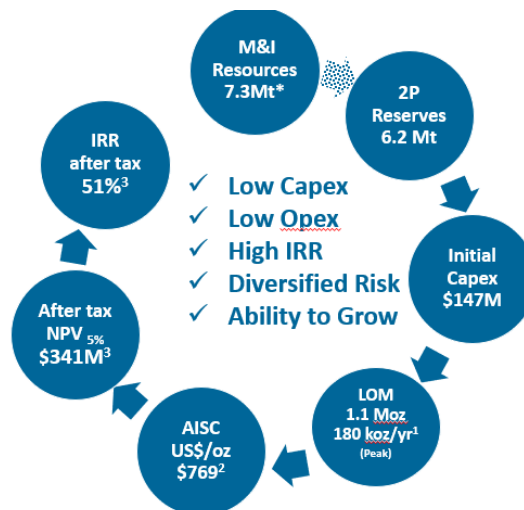 M&I
Resources
7.3Mt*
2P
Reserves
6.2 Mt
Initial
Capex
$147M
LOM
1.1 Moz
180 koz/yr¹
(Peak)
AISC
US$/oz
$769²
After tax
NPV 5%
$341M³
IRR
after tax
51%³
✓ Low Capex
✓ Low Opex
✓ High IRR
✓ Diversified Risk
✓ Ability to Grow